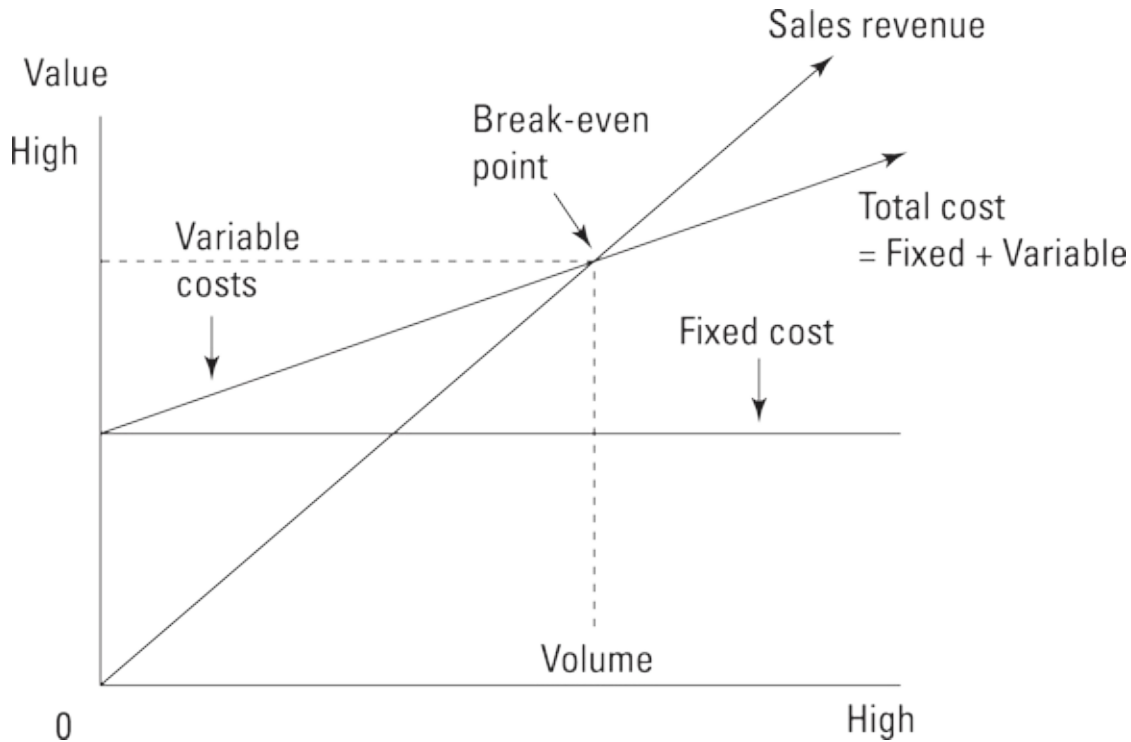 Sales revenue
Value
High
Break-even
point
Variable
costs
Total cost
= Fixed + Variable
Fixed cost
Volume
0
High